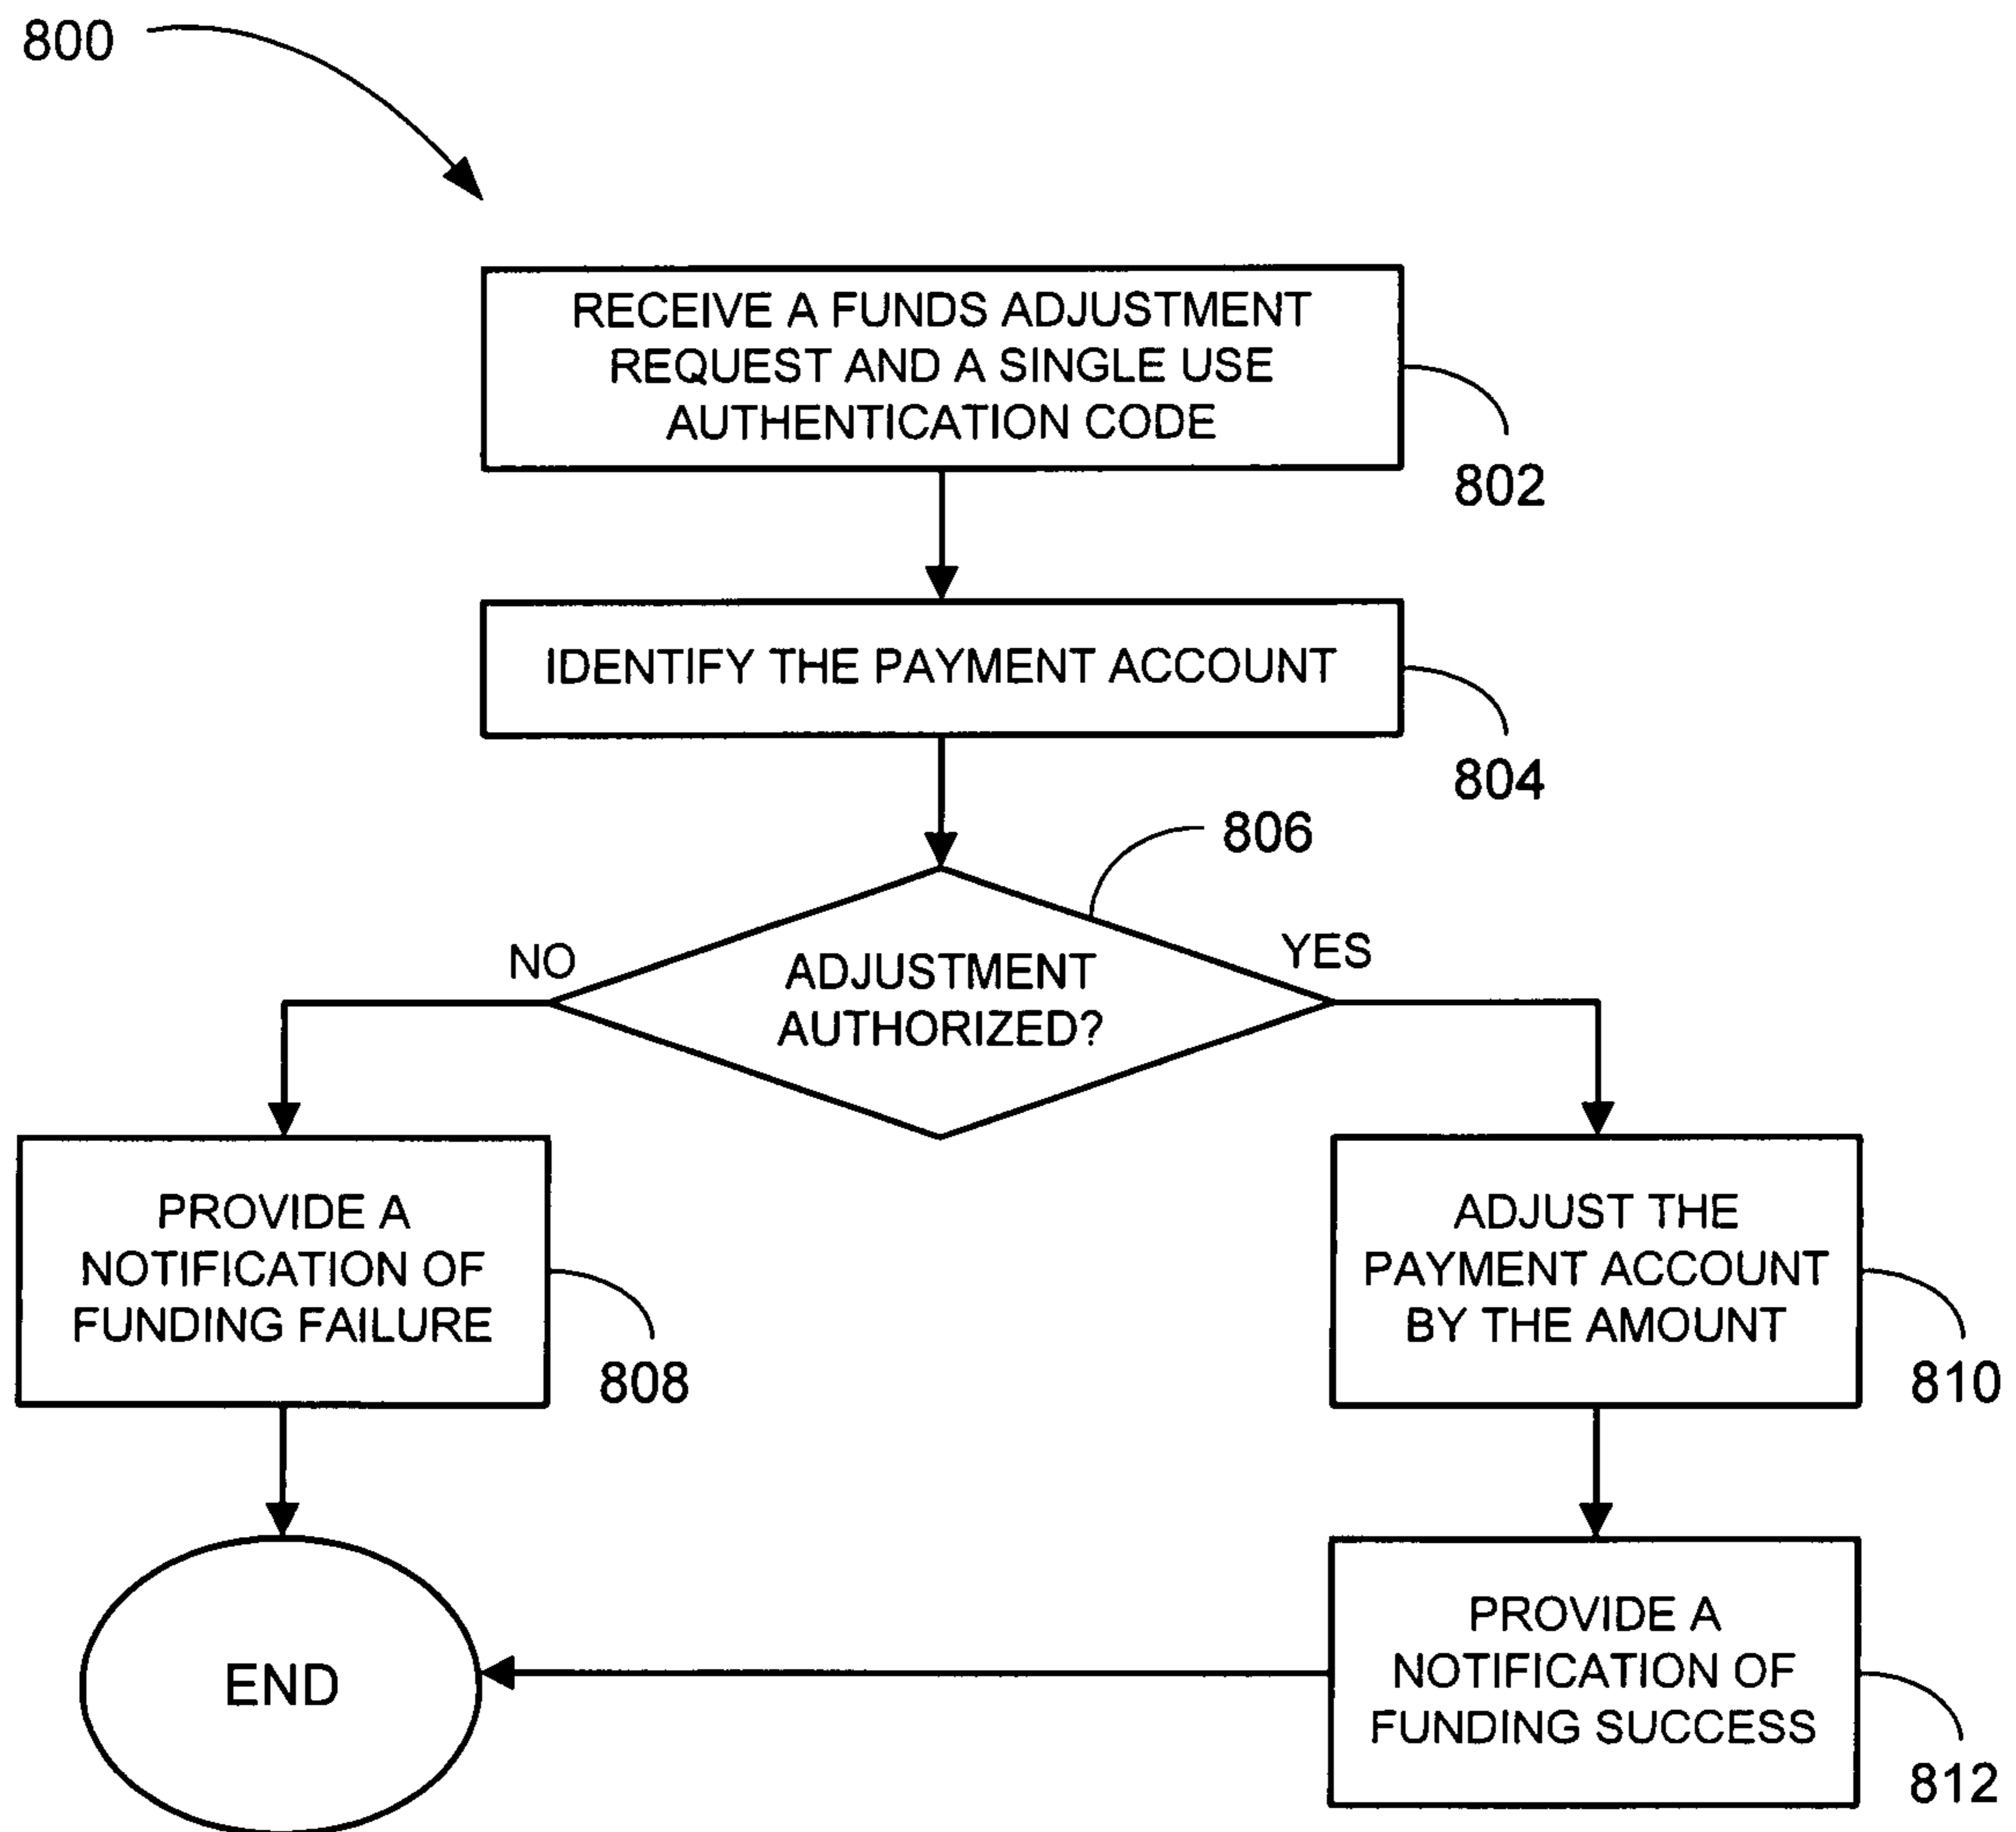 800
RECEIVE A FUNDS ADJUSTMENT
REQUEST AND A SINGLE USE
AUTHENTICATION CODE
802
IDENTIFY THE PAYMENT ACCOUNT
804
806
NO
ADJUSTMENT
AUTHORIZED?
YES
PROVIDE A
NOTIFICATION OF
FUNDING FAILURE
808
ADJUST THE
PAYMENT ACCOUNT
BY THE AMOUNT
810
END
PROVIDE A
NOTIFICATION OF
FUNDING SUCCESS
812